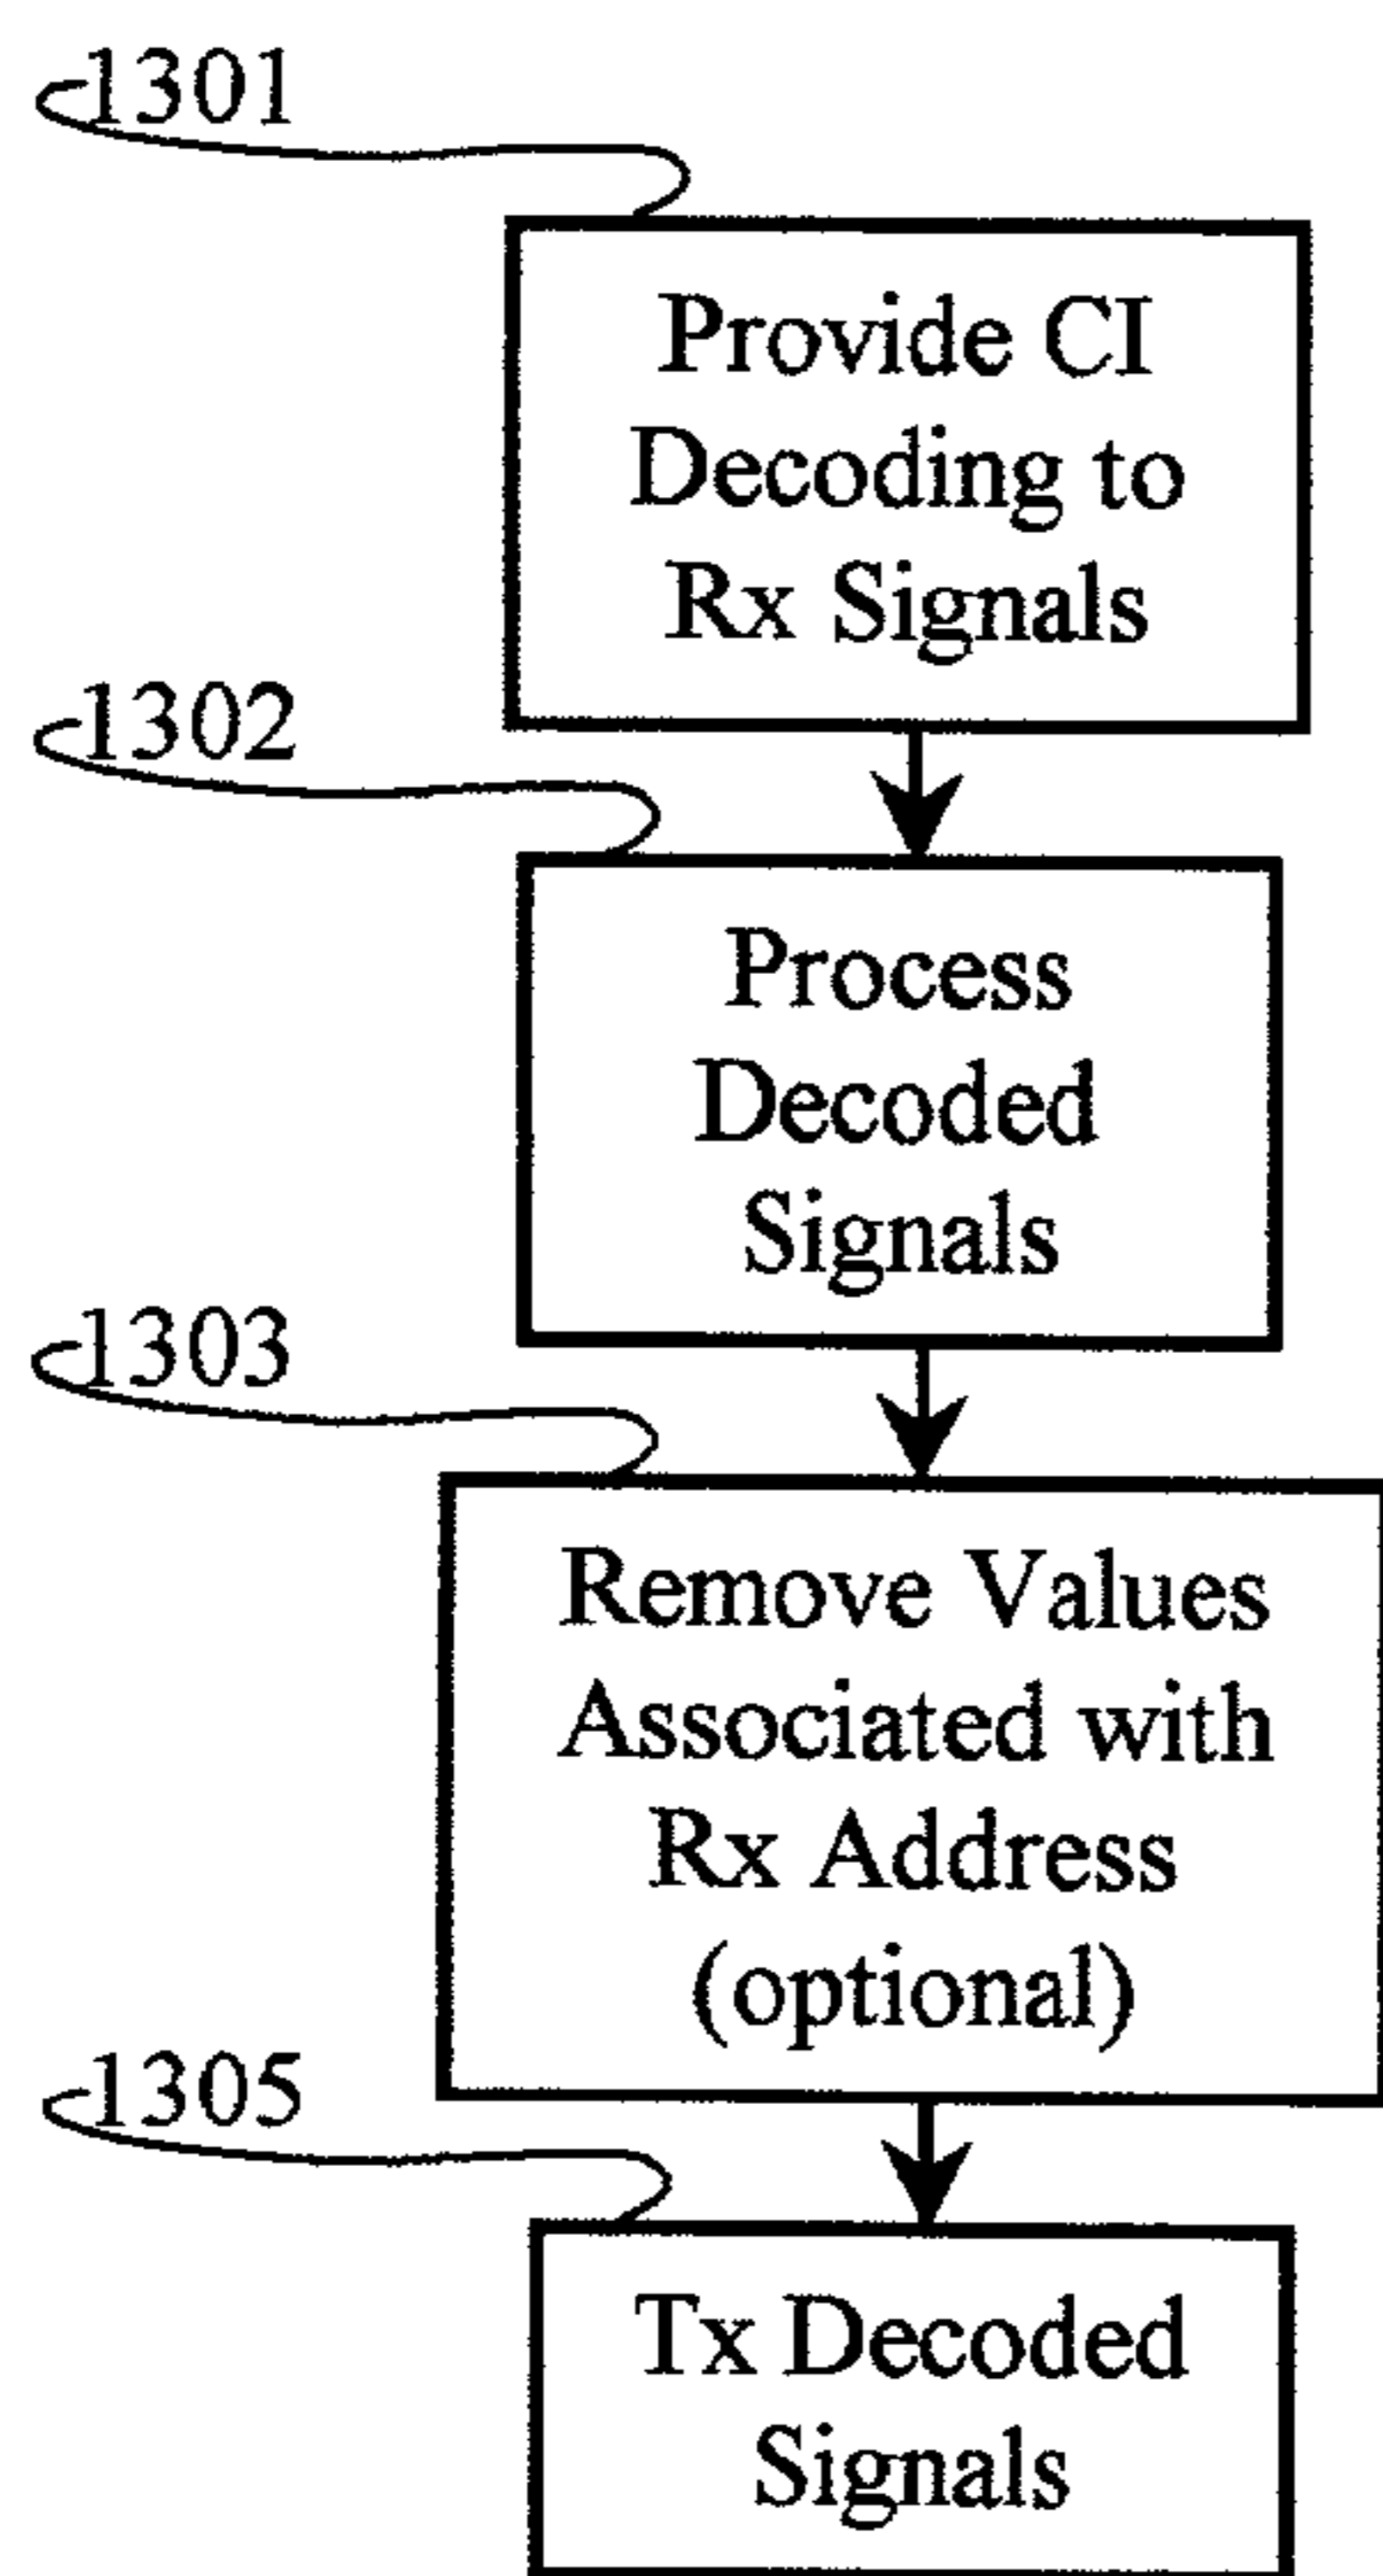 1301
Provide CI
Decoding to
Rx Signals
1302
Process
Decoded
Signals
1303
Remove Values
Associated with
Rx Address
(optional)
1305
Tx Decoded
Signals